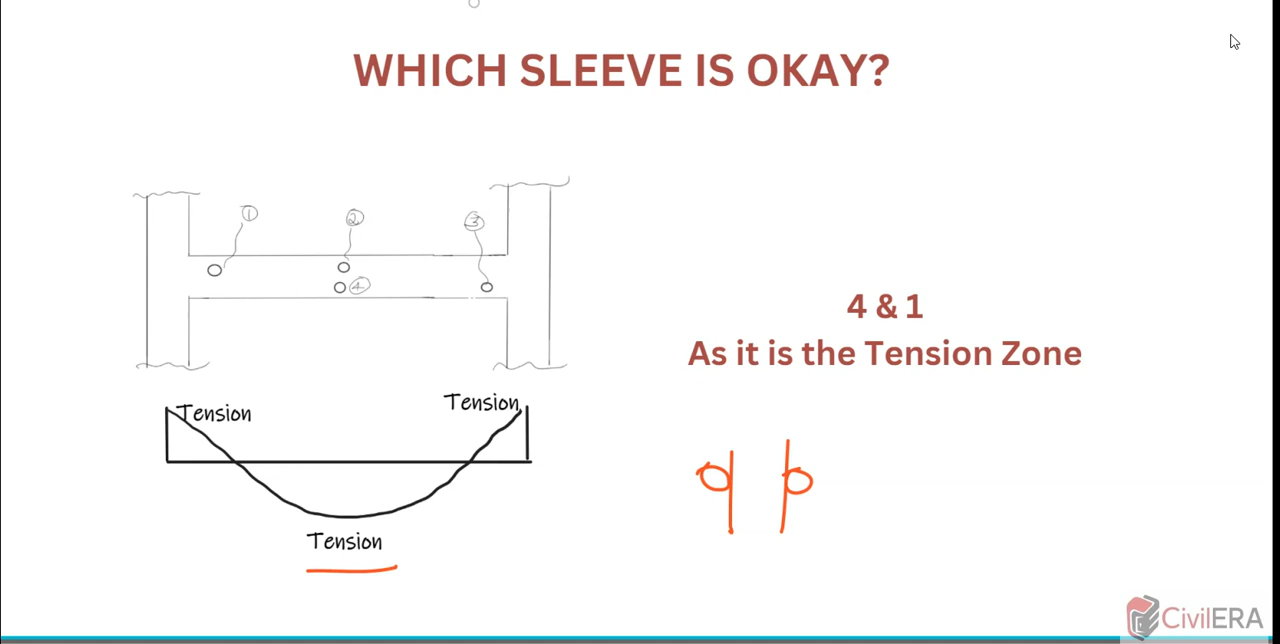 WHICH SLEEVE IS OKAY?
1
2
3
4
4 & 1
As it is the Tension Zone
Tension
Tension
Tension
CivilERA